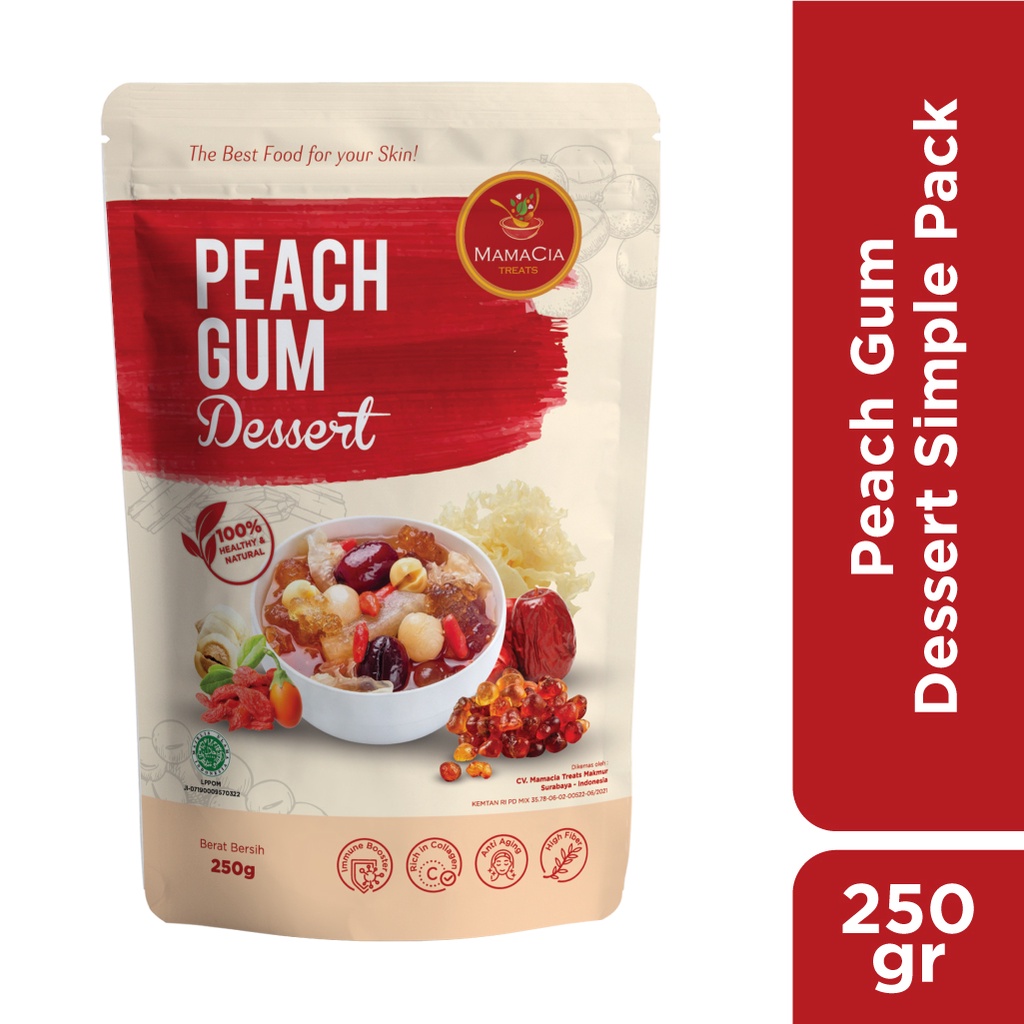 The Best Food for your Skin!
MAMACIA
TREATS
PEACH
GUM
Dessert
100%
HEALTHY &
NATURAL
LPPOM
Dikemas oleh :
CV. Mamacia Treats Makmur
Surabaya - Indonesia
KEMTAN RI PD MIX 35.78-06-02-00522-06/2021
Berat Bersih
250g
Immune Booster
Rich in Collagen
C
Anti Aging
High Fiber
Peach Gum
Dessert Simple Pack
250
gr